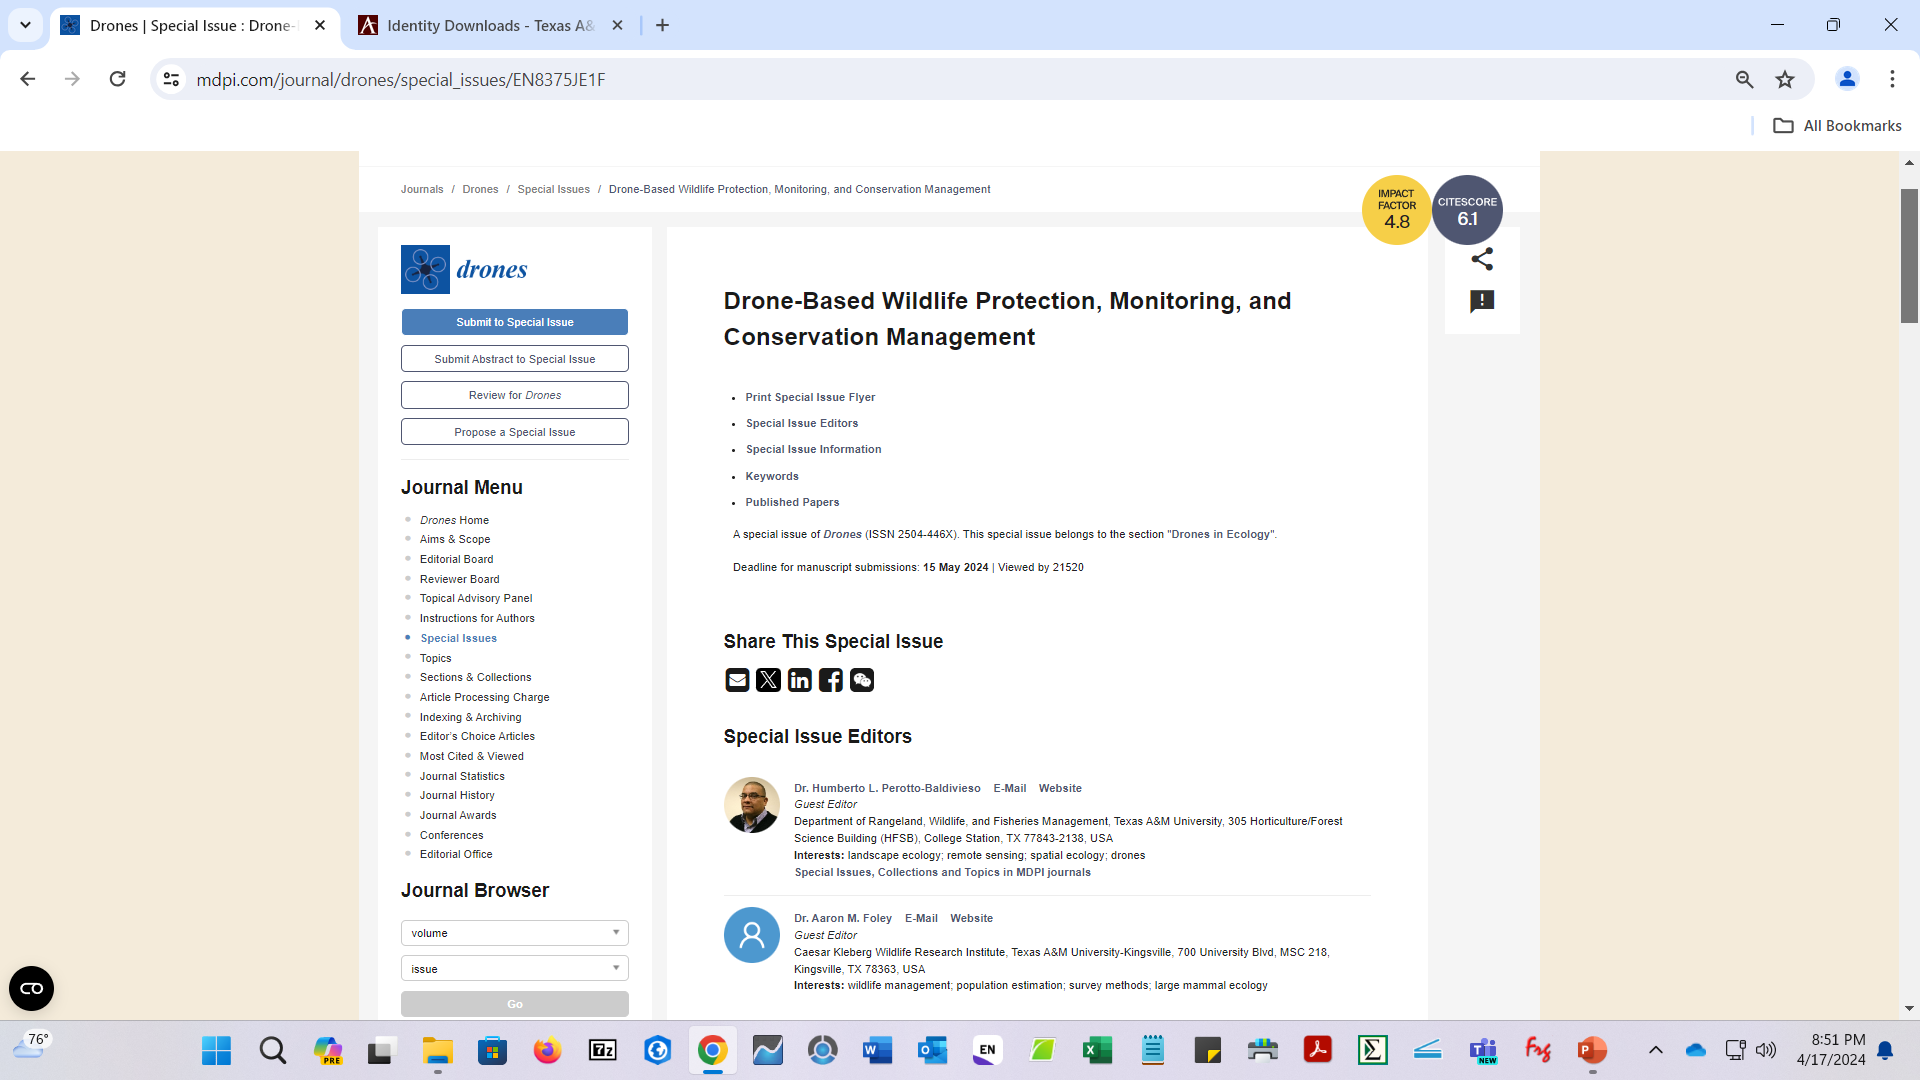 Drones | Special Issue : Drone-
Identity Downloads - Texas A&
mdpi.com/journal/drones/special_issues/EN8375JE1F
All Bookmarks
Journals / Drones / Special Issues / Drone-Based Wildlife Protection, Monitoring, and Conservation Management
IMPACT
FACTOR
4.8
CITESCORE
6.1
drones
Submit to Special Issue
Submit Abstract to Special Issue
Review for Drones
Propose a Special Issue
Journal Menu
Drones Home
Aims & Scope
Editorial Board
Reviewer Board
Topical Advisory Panel
Instructions for Authors
Special Issues
Topics
Sections & Collections
Article Processing Charge
Indexing & Archiving
Editor's Choice Articles
Most Cited & Viewed
Journal Statistics
Journal History
Journal Awards
Conferences
Editorial Office
Journal Browser
volume
issue
Go
Drone-Based Wildlife Protection, Monitoring, and
Conservation Management
Print Special Issue Flyer
Special Issue Editors
Special Issue Information
Keywords
Published Papers
A special issue of Drones (ISSN 2504-446X). This special issue belongs to the section "Drones in Ecology".
Deadline for manuscript submissions: 15 May 2024 | Viewed by 21520
Share This Special Issue
Special Issue Editors
Dr. Humberto L. Perotto-Baldivieso E-Mail Website
Guest Editor
Department of Rangeland, Wildlife, and Fisheries Management, Texas A&M University, 305 Horticulture/Forest
Science Building (HFSB), College Station, TX 77843-2138, USA
Interests: landscape ecology; remote sensing; spatial ecology; drones
Special Issues, Collections and Topics in MDPI journals
Dr. Aaron M. Foley E-Mail Website
Guest Editor
Caesar Kleberg Wildlife Research Institute, Texas A&M University-Kingsville, 700 University Blvd, MSC 218,
Kingsville, TX 78363, USA
Interests: wildlife management; population estimation; survey methods; large mammal ecology
76°
PRE
7z
EN
NEW
Frg
8:51 PM
4/17/2024